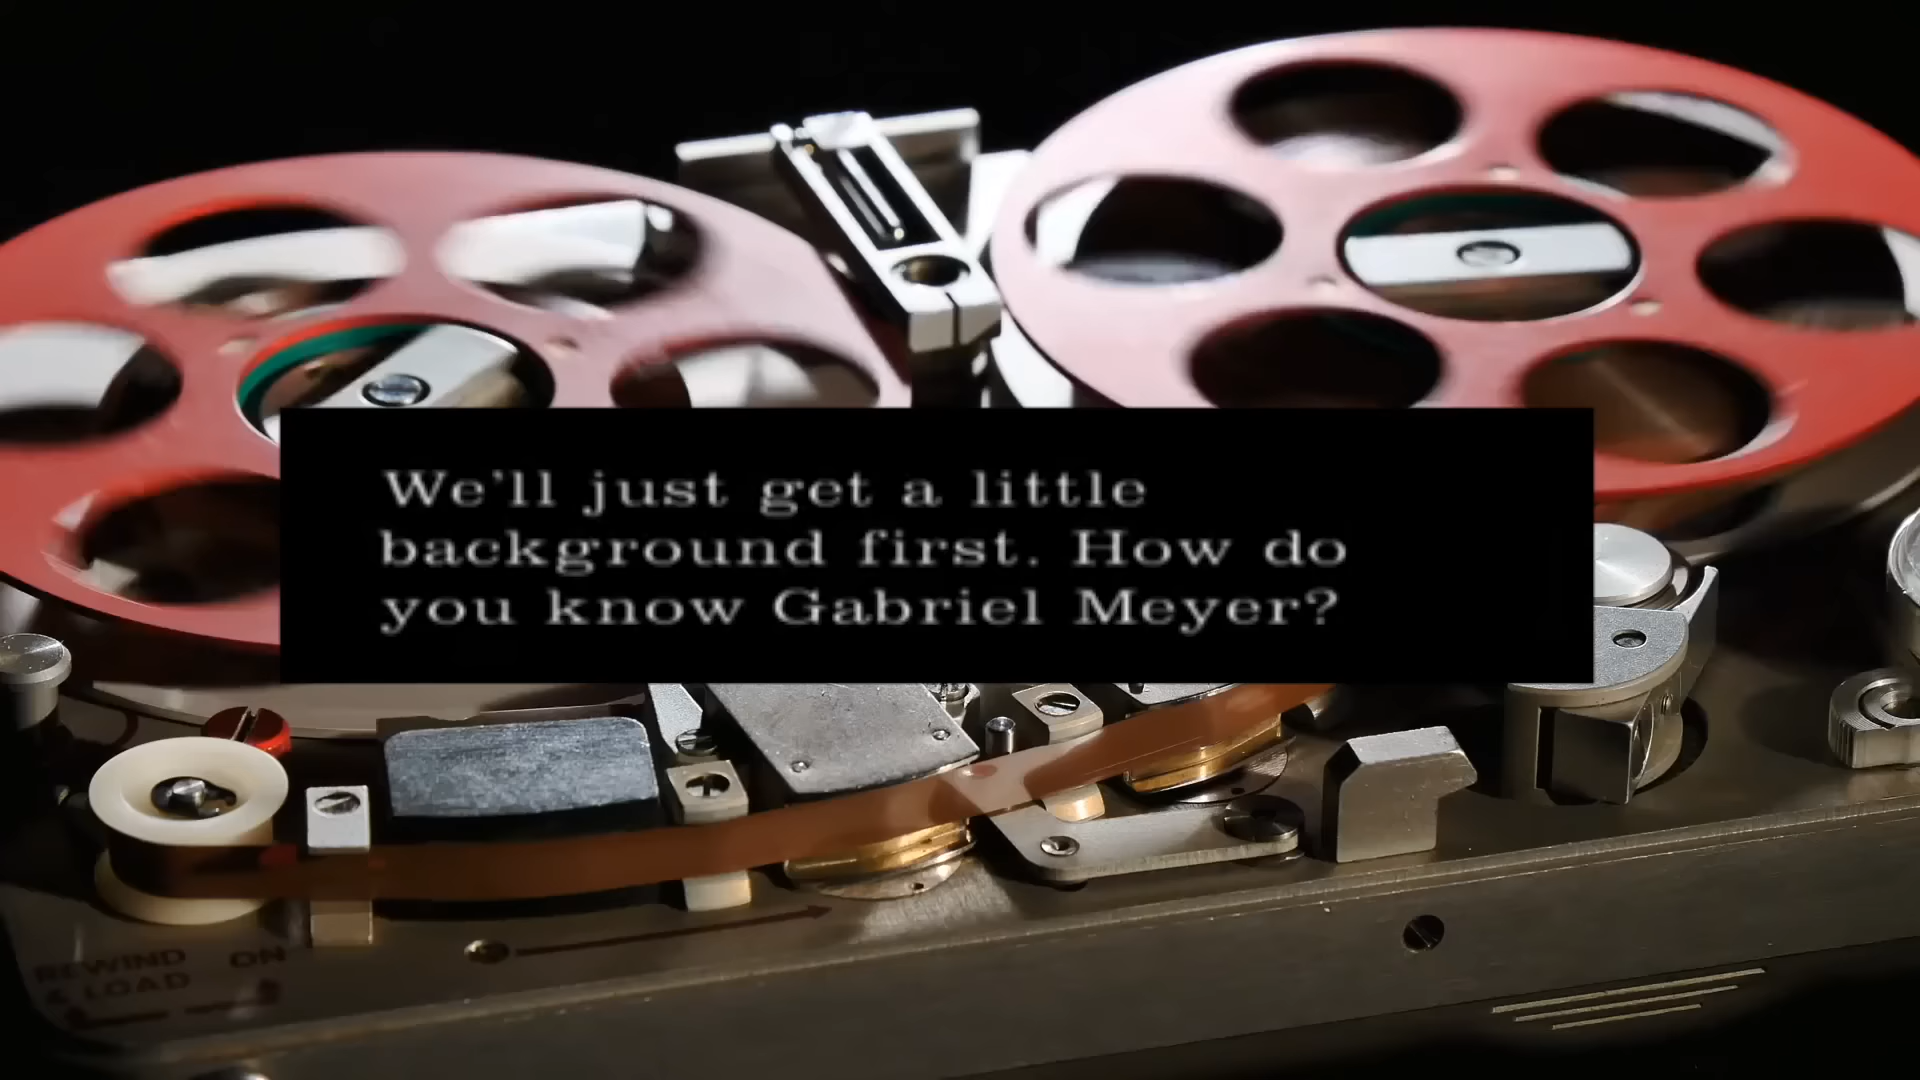 We'll just get a little
background first. How do
you know Gabriel Meyer?
REWIND ON
& LOAD